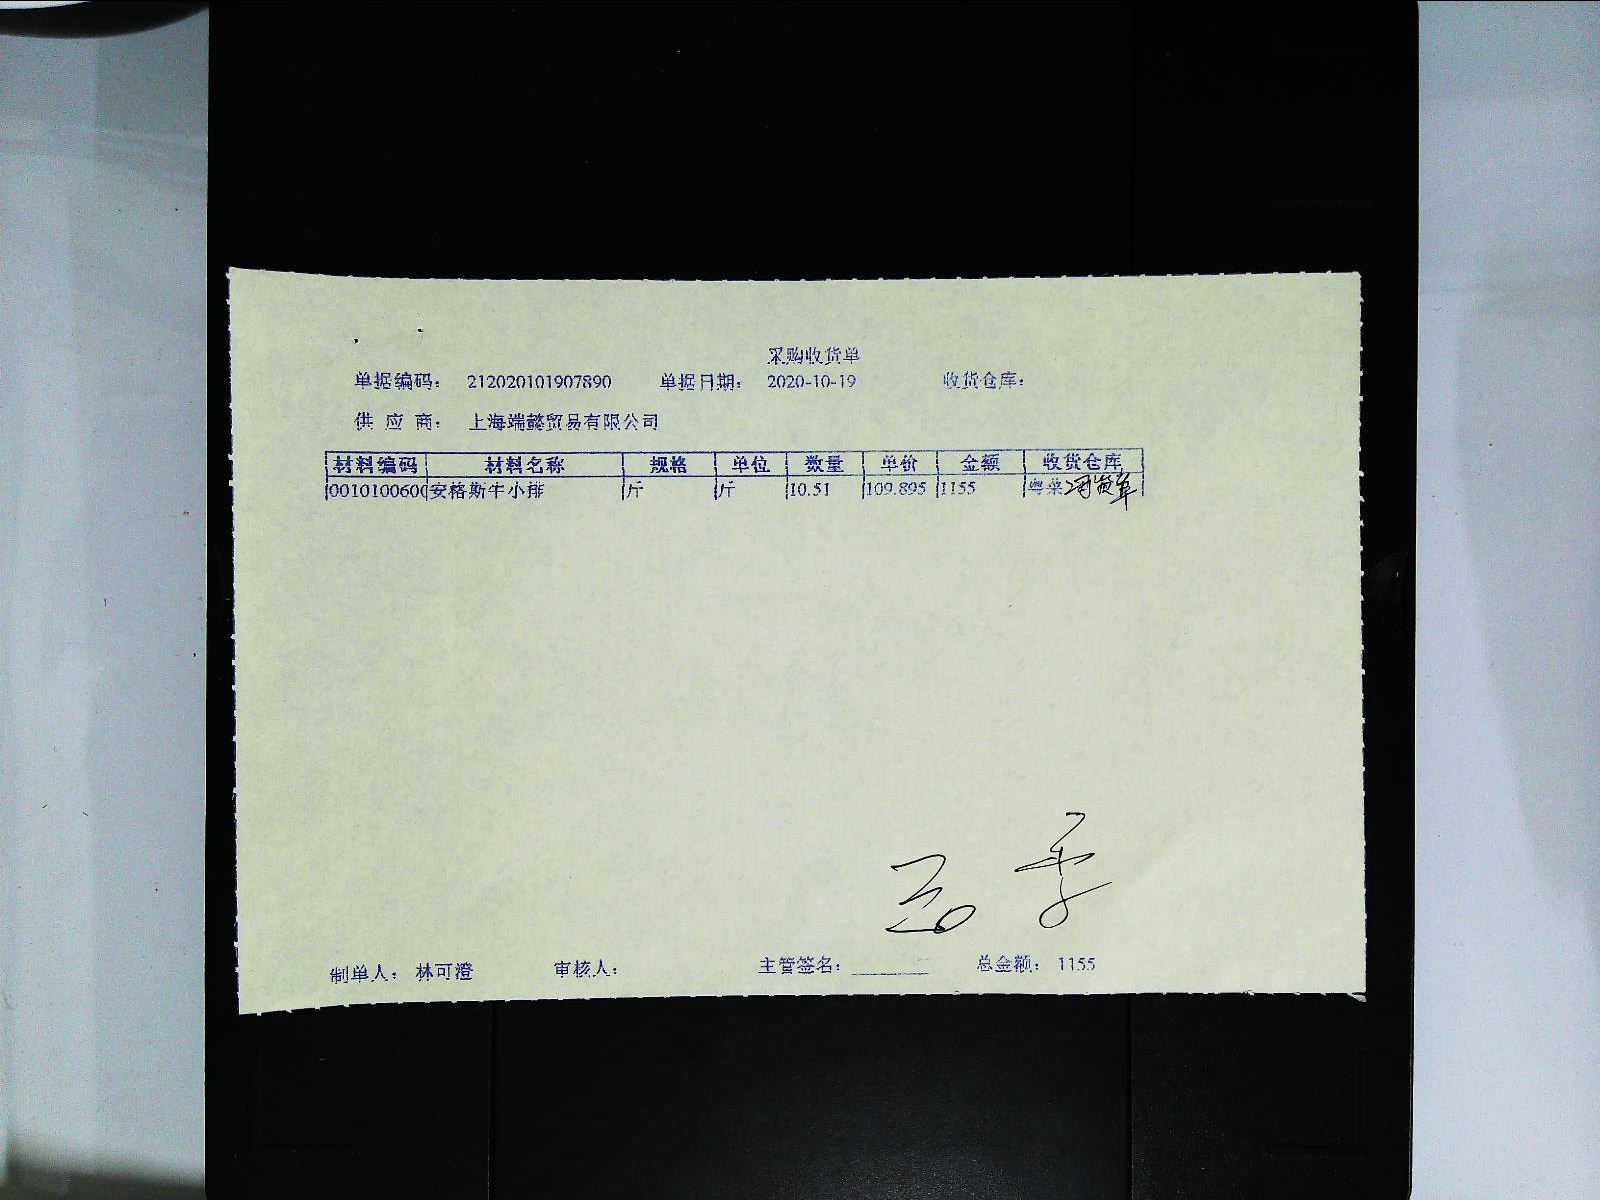 采购收货单
单据编码： 212020101907890 单据日期： 2020-10-19 收货仓库：
供 应 商： 上海端懿贸易有限公司
材料编码 材料名称 规格 单位 数量 单价 金额 收货仓库
0010100600 安格斯牛小排 斤 斤 10.51 109.895 1155 粤菜
制单人： 林可澄 审核人： 主管签名： 总金额： 1155